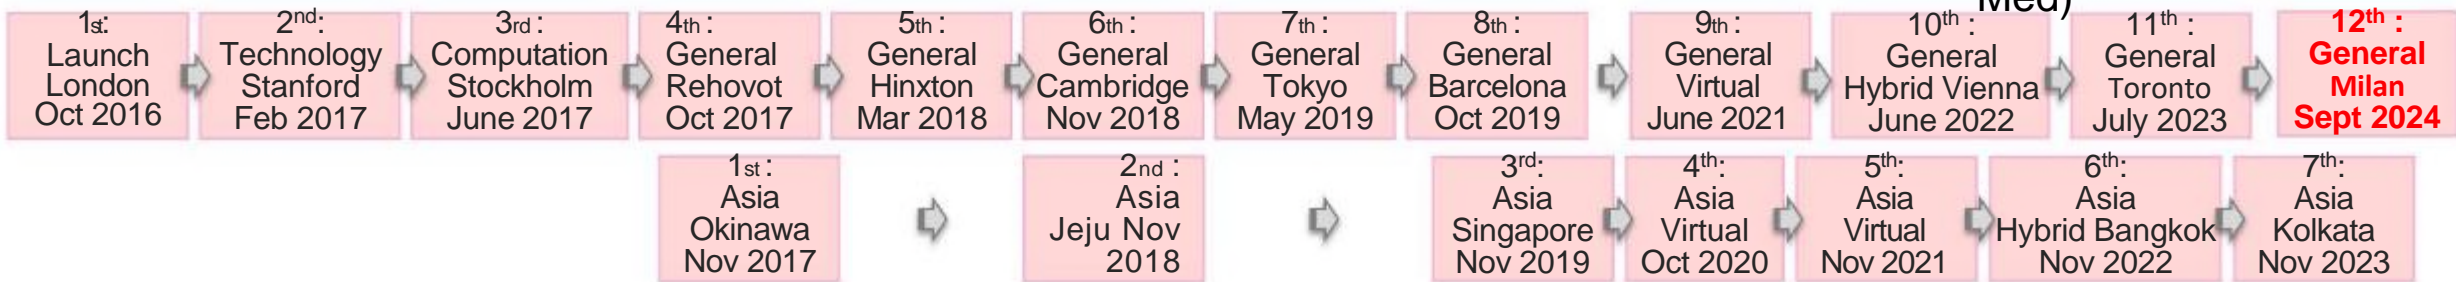 Med)
1st:
Launch
London
Oct 2016
2nd:
Technology
Stanford
Feb 2017
3rd :
Computation
Stockholm
June 2017
4th :
General
Rehovot
Oct 2017
5th :
General
Hinxton
Mar 2018
6th :
General
Cambridge
Nov 2018
7th :
General
Tokyo
May 2019
8th :
General
Barcelona
Oct 2019
9th :
General
Virtual
June 2021
10th :
General
Hybrid Vienna
June 2022
11th :
General
Toronto
July 2023
12th :
General
Milan
Sept 2024
1st :
Asia
Okinawa
Nov 2017
2nd :
Asia
Jeju Nov
2018
3rd:
Asia
Singapore
Nov 2019
4th:
Asia
Virtual
Oct 2020
5th:
Asia
Virtual
Nov 2021
6th:
Asia
Hybrid Bangkok
Nov 2022
7th:
Asia
Kolkata
Nov 2023